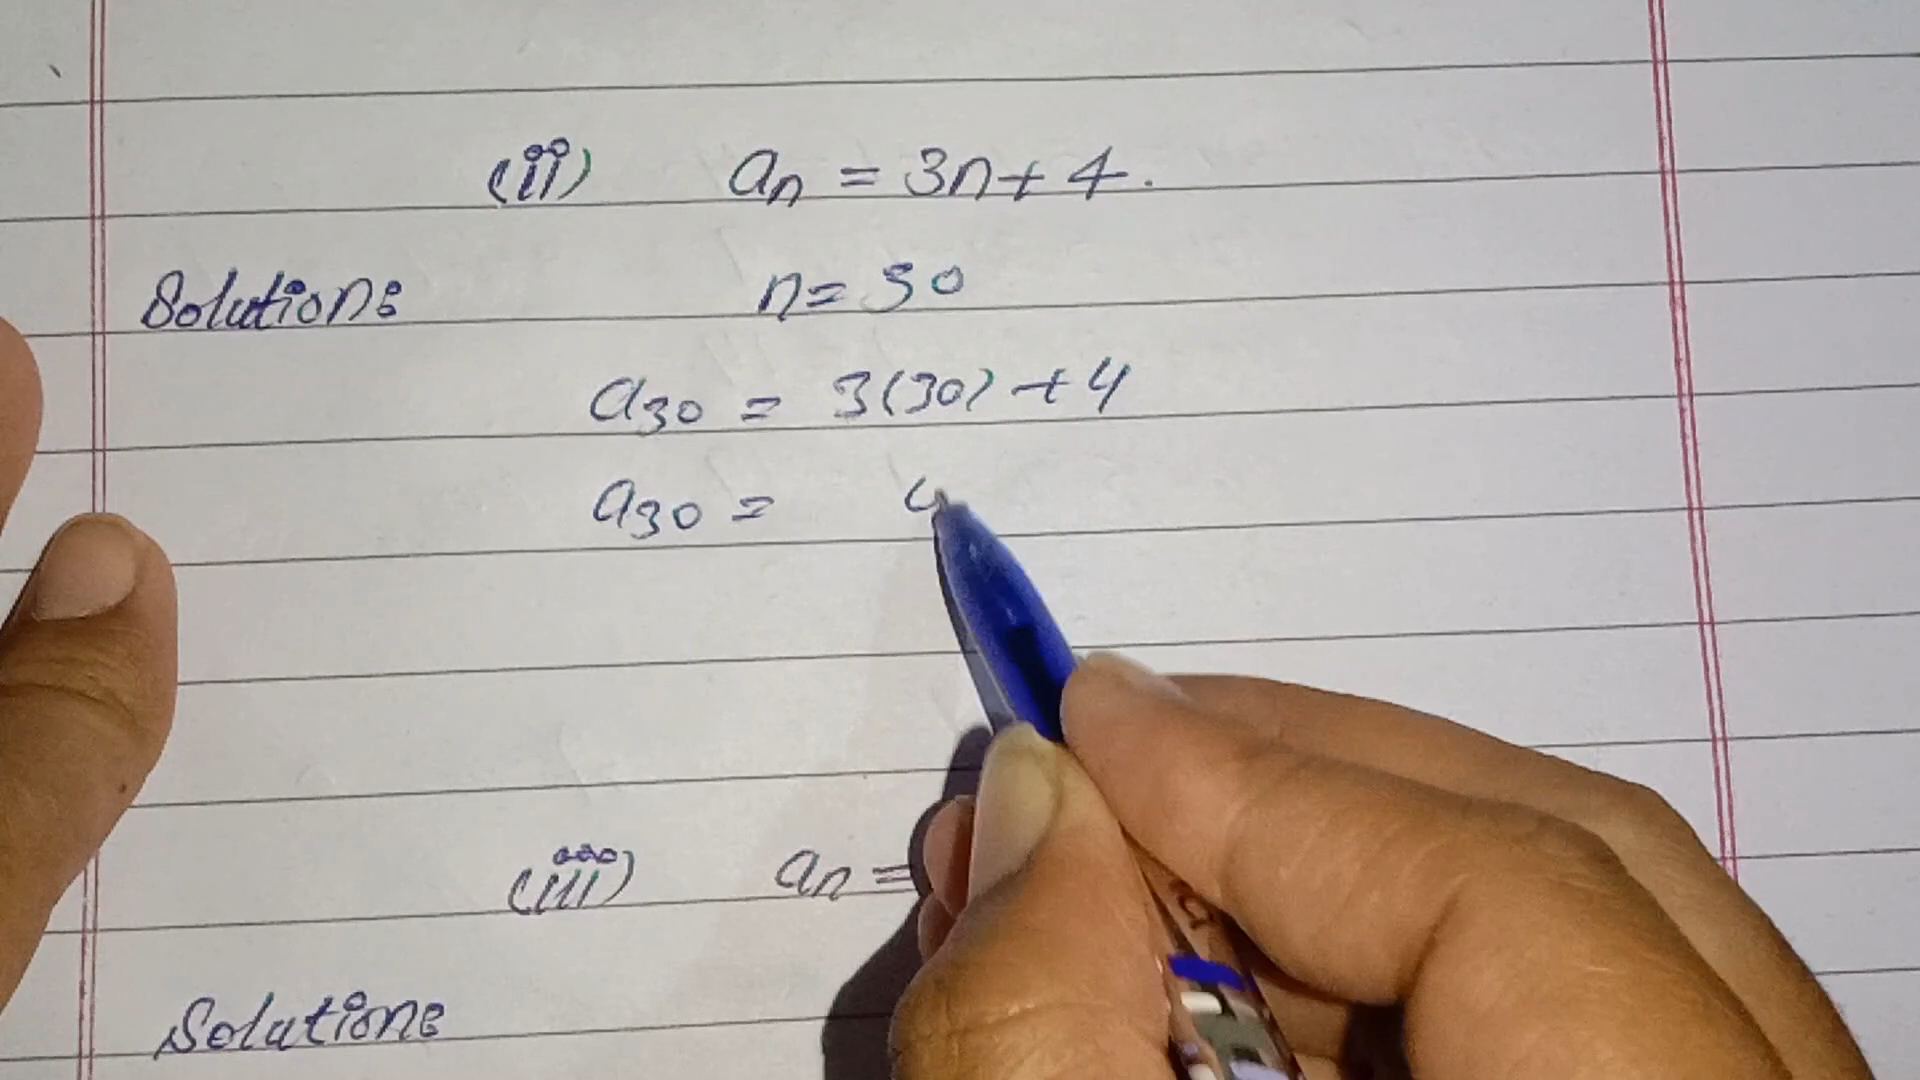 (ii) an = 3n + 4.
Solution: n = 30
a30 = 3(30) + 4
a30 =
(iii) an =
Solution: